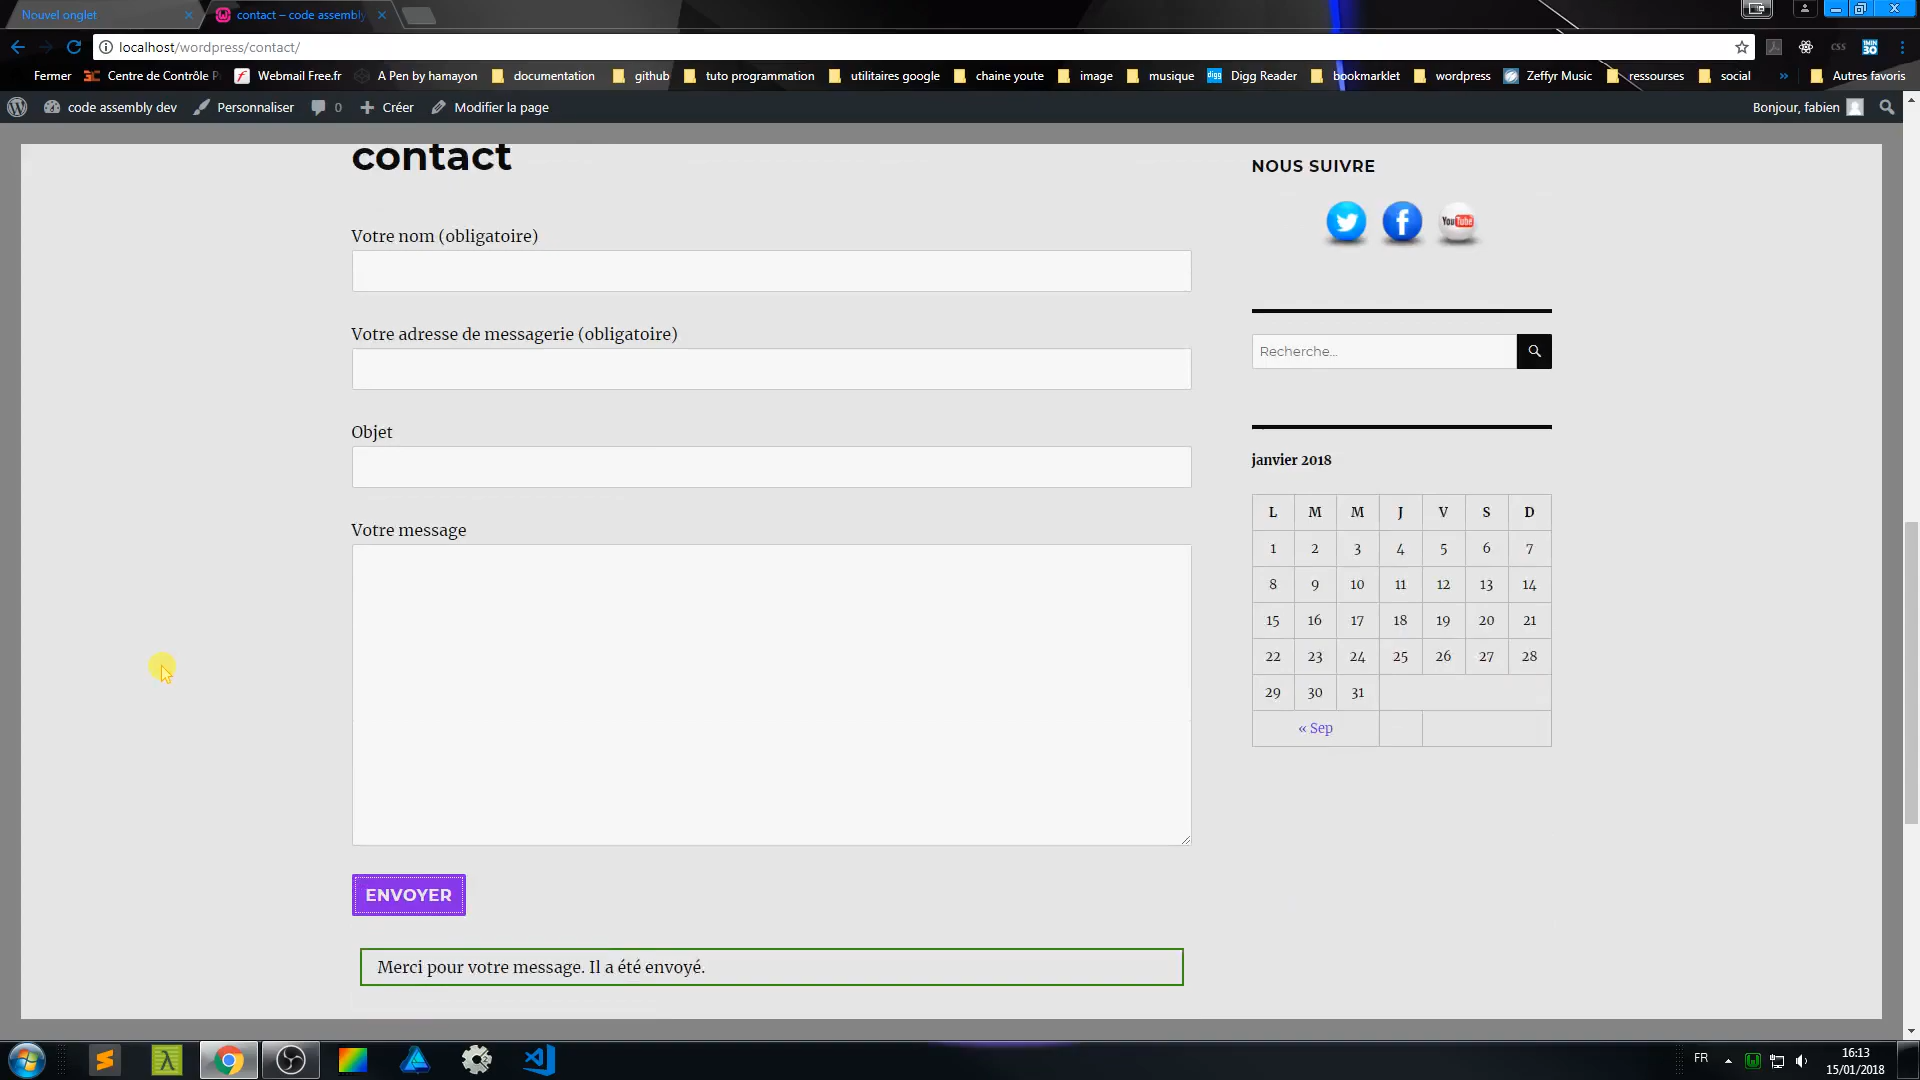 Nouvel onglet
contact – code assembly
localhost/wordpress/contact/
Fermer Centre de Contrôle P Webmail Free.fr A Pen by hamayon documentation github tuto programmation utilitaires google chaine youte image musique Digg Reader bookmarklet wordpress Zeffyr Music ressourses social » Autres favoris
code assembly dev Personnaliser 0 Créer Modifier la page Bonjour, fabien
contact
Votre nom (obligatoire)
Votre adresse de messagerie (obligatoire)
Objet
Votre message
ENVOYER
Merci pour votre message. Il a été envoyé.
NOUS SUIVRE
You Tube
Recherche…
janvier 2018
L M M J V S D
1 2 3 4 5 6 7
8 9 10 11 12 13 14
15 16 17 18 19 20 21
22 23 24 25 26 27 28
29 30 31
« Sep
FR
16:13
15/01/2018